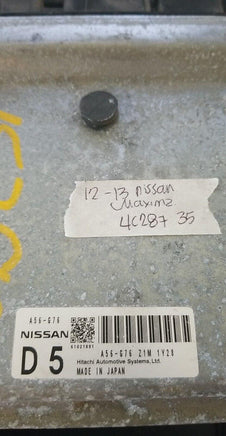 12-13 nissan
Maxima
4C287 35
A56-G76
NISSAN
A56-G76 Z1M 1Y28
D5
Hitachi Automotive Systems, Ltd.
MADE IN JAPAN